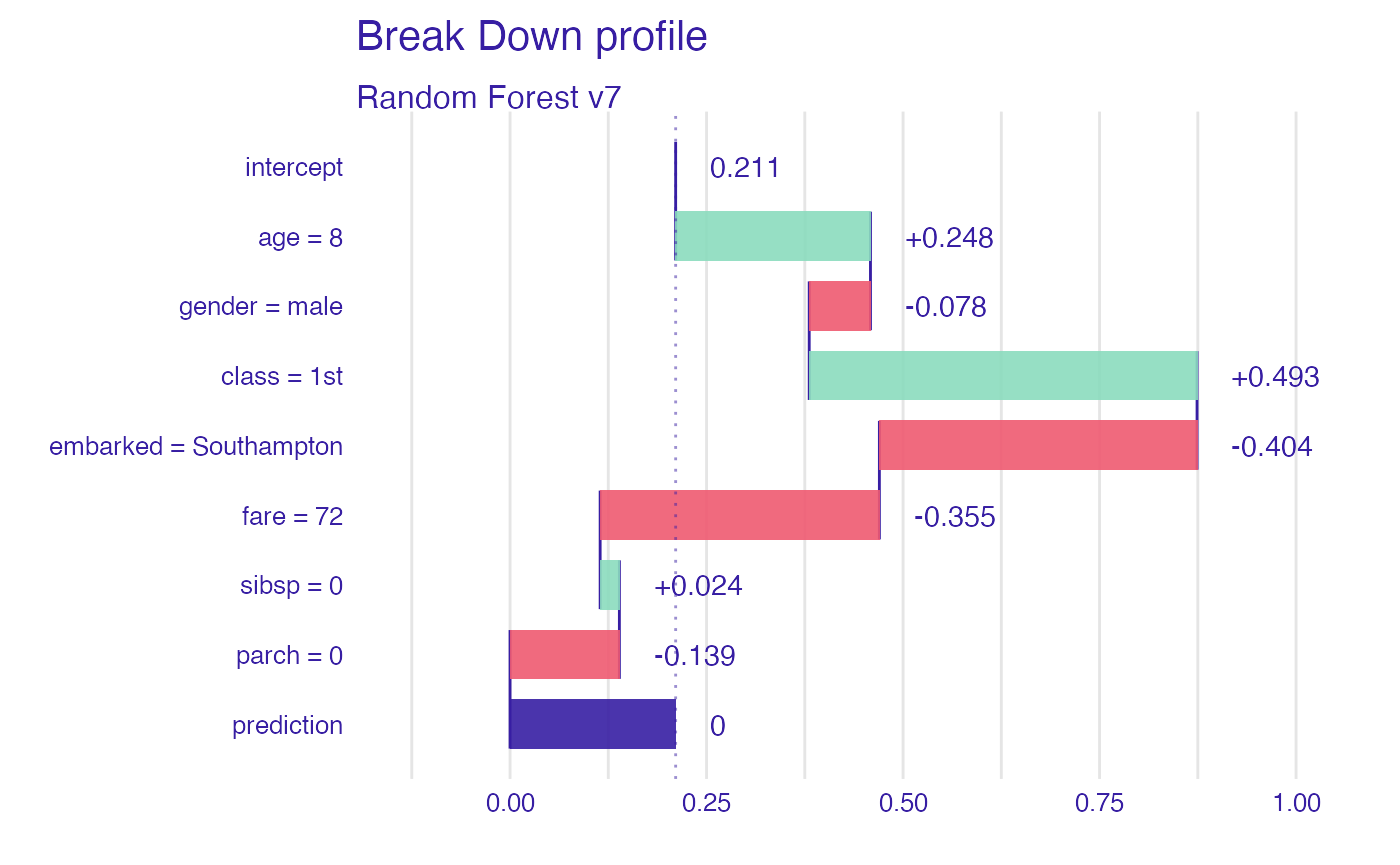 Break Down profile
Random Forest v7
intercept 0.211
age = 8 +0.248
gender = male -0.078
class = 1st +0.493
embarked = Southampton -0.404
fare = 72 -0.355
sibsp = 0 +0.024
parch = 0 -0.139
prediction 0
0.00 0.25 0.50 0.75 1.00